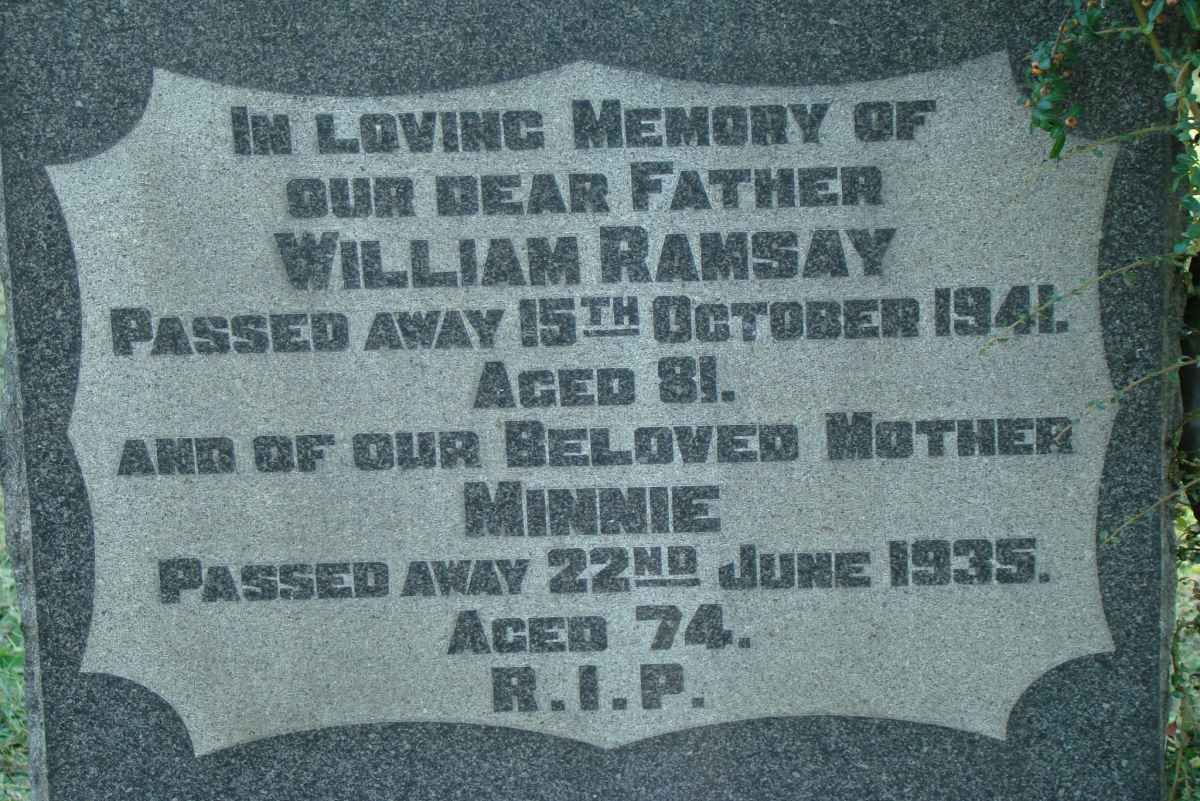 In loving Memory of
our dear Father
William Ramsay
Passed away 15th October 1941.
Aged 81.
and of our Beloved Mother
Minnie
Passed away 22nd June 1935.
Aged 74.
R.I.P.